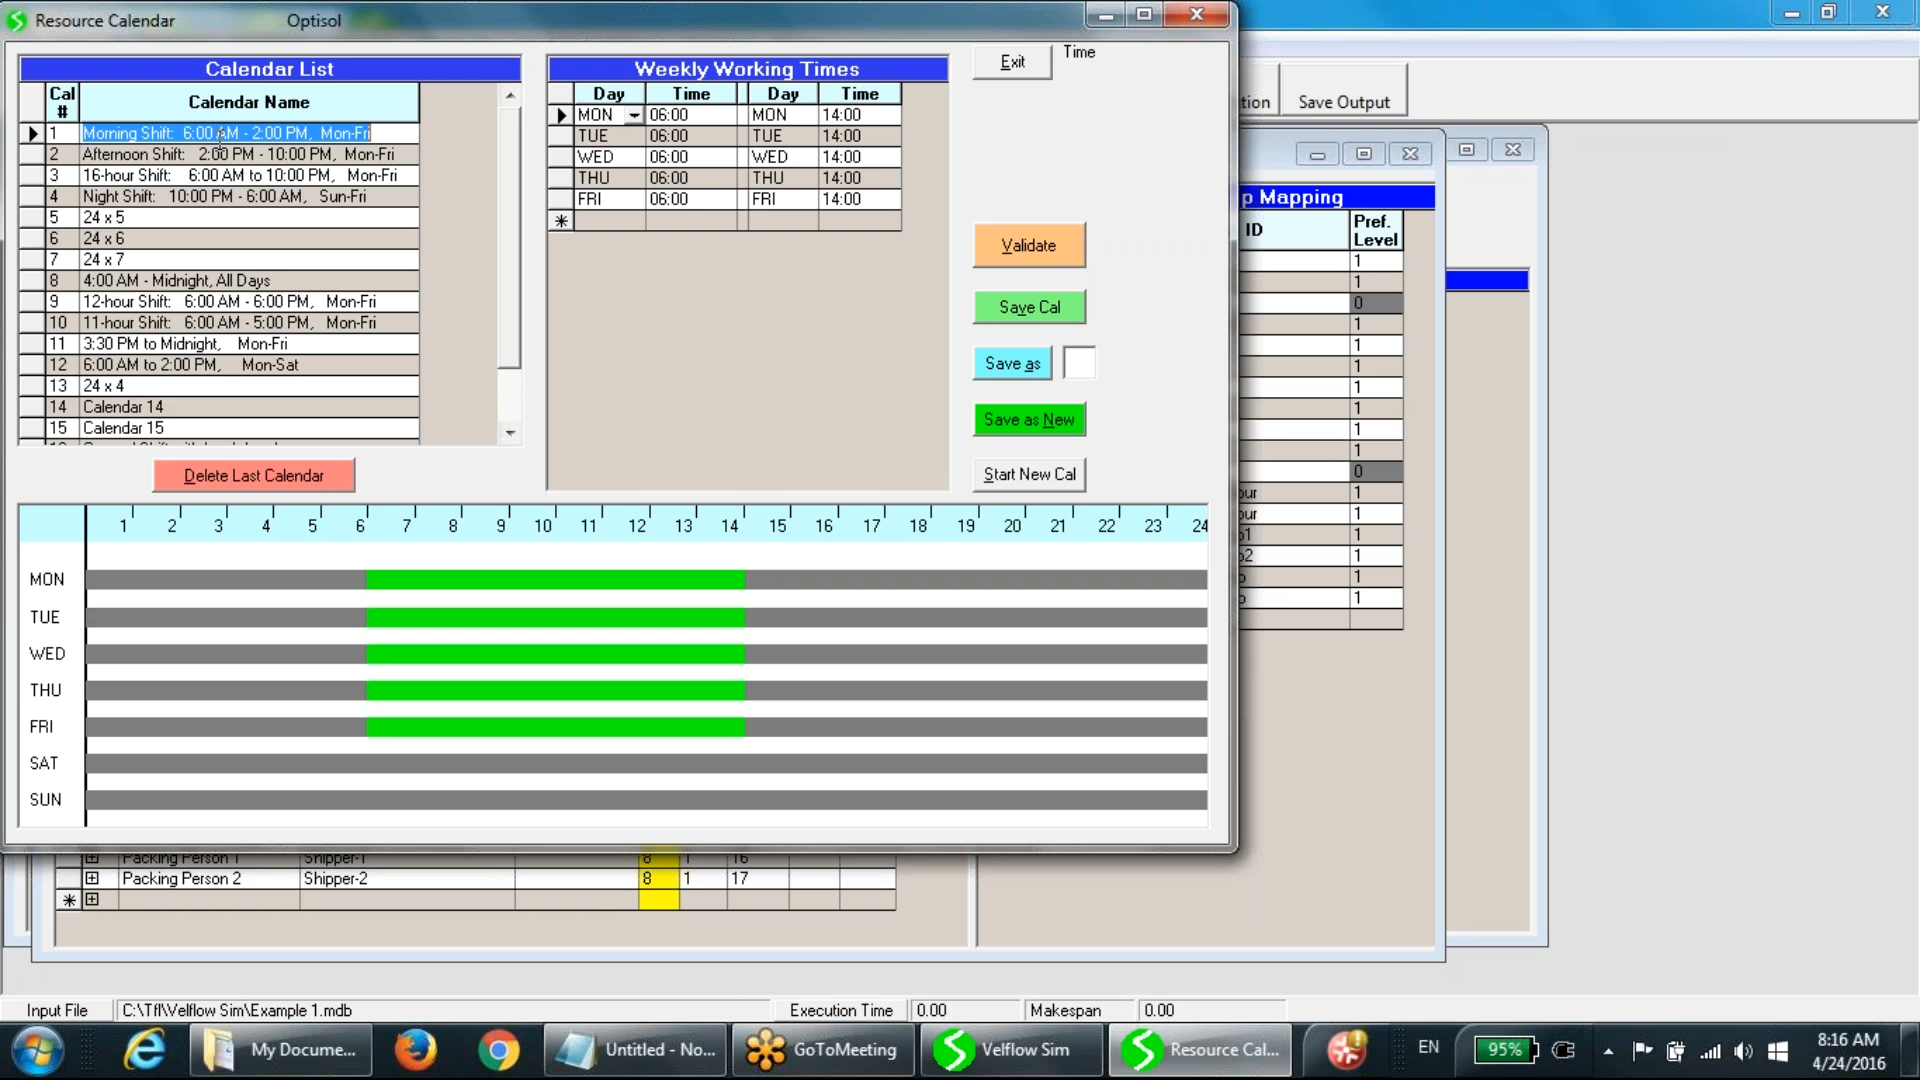 Resource Calendar Optisol
Calendar List
Cal # Calendar Name
1 Morning Shift: 6:00 AM - 2:00 PM, Mon-Fri
2 Afternoon Shift: 2:00 PM - 10:00 PM, Mon-Fri
3 16-hour Shift: 6:00 AM to 10:00 PM, Mon-Fri
4 Night Shift: 10:00 PM - 6:00 AM, Sun-Fri
5 24 x 5
6 24 x 6
7 24 x 7
8 4:00 AM - Midnight, All Days
9 12-hour Shift: 6:00 AM - 6:00 PM, Mon-Fri
10 11-hour Shift: 6:00 AM - 5:00 PM, Mon-Fri
11 3:30 PM to Midnight, Mon-Fri
12 6:00 AM to 2:00 PM, Mon-Sat
13 24 x 4
14 Calendar 14
15 Calendar 15
Delete Last Calendar
Weekly Working Times
Day Time Day Time
MON 06:00 MON 14:00
TUE 06:00 TUE 14:00
WED 06:00 WED 14:00
THU 06:00 THU 14:00
FRI 06:00 FRI 14:00
Exit Time
Validate
Save Cal
Save as
Save as New
Start New Cal
1 2 3 4 5 6 7 8 9 10 11 12 13 14 15 16 17 18 19 20 21 22 23 24
MON
TUE
WED
THU
FRI
SAT
SUN
tion Save Output
p Mapping
ID Pref. Level
1
1
0
1
1
1
1
1
1
1
0
our 1
our 1
o1 1
o2 1
o 1
o 1
Packing Person 1 Shipper-1 8 1 16
Packing Person 2 Shipper-2 8 1 17
Input File C:\Tfl\Velflow Sim\Example 1.mdb Execution Time 0.00 Makespan 0.00
My Docume... Untitled - No... GoToMeeting Velflow Sim Resource Cal... EN 95% 8:16 AM
4/24/2016